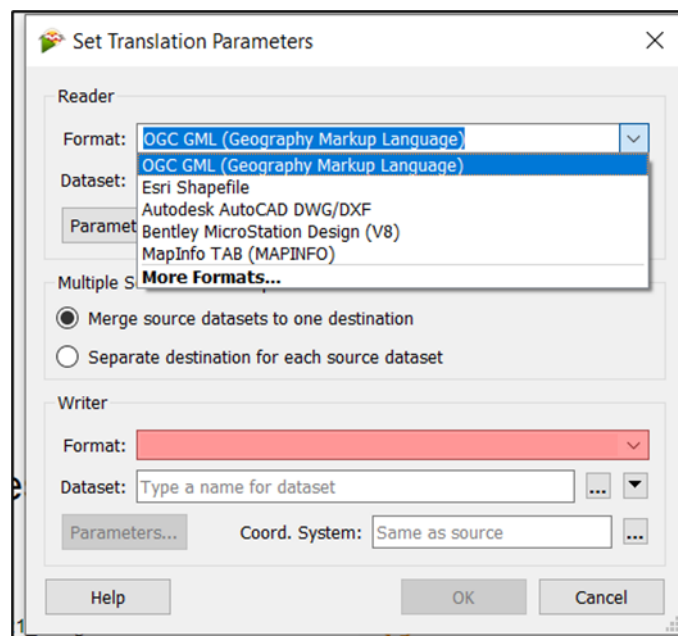 Set Translation Parameters
Reader
Format: OGC GML (Geography Markup Language)
OGC GML (Geography Markup Language)
Dataset:
Esri Shapefile
Autodesk AutoCAD DWG/DXF
Paramet
Bentley MicroStation Design (V8)
MapInfo TAB (MAPINFO)
More Formats...
Multiple S
Merge source datasets to one destination
Separate destination for each source dataset
Writer
Format:
Dataset: Type a name for dataset ...
Parameters... Coord. System: Same as source ...
Help OK Cancel